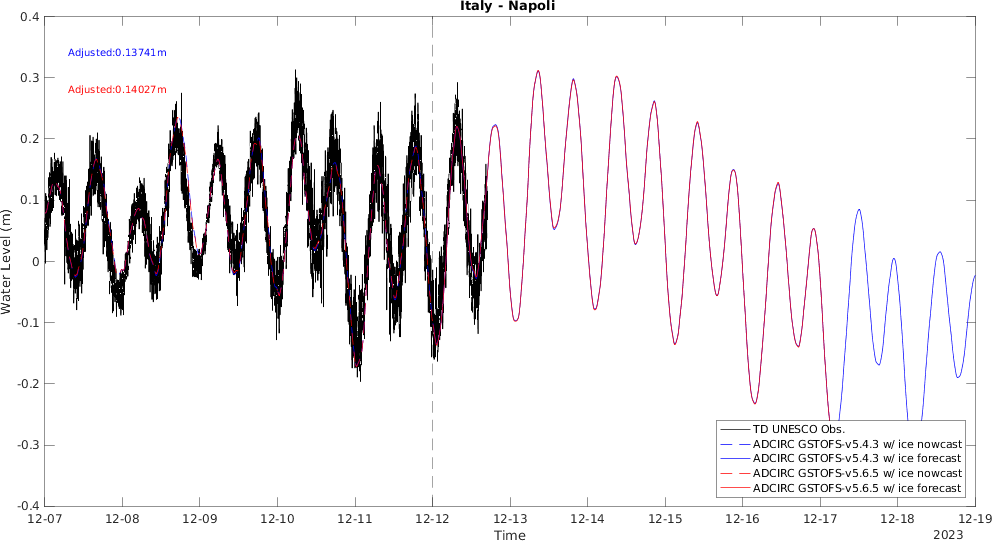 Italy - Napoli
0.4
Adjusted:0.13741m
0.3
Adjusted:0.14027m
0.2
0.1
0
-0.1
-0.2
-0.3
-0.4
Water Level (m)
TD UNESCO Obs.
ADCIRC GSTOFS-v5.4.3 w/ ice nowcast
ADCIRC GSTOFS-v5.4.3 w/ ice forecast
ADCIRC GSTOFS-v5.6.5 w/ ice nowcast
ADCIRC GSTOFS-v5.6.5 w/ ice forecast
12-07 12-08 12-09 12-10 12-11 12-12 12-13 12-14 12-15 12-16 12-17 12-18 12-19
Time
2023